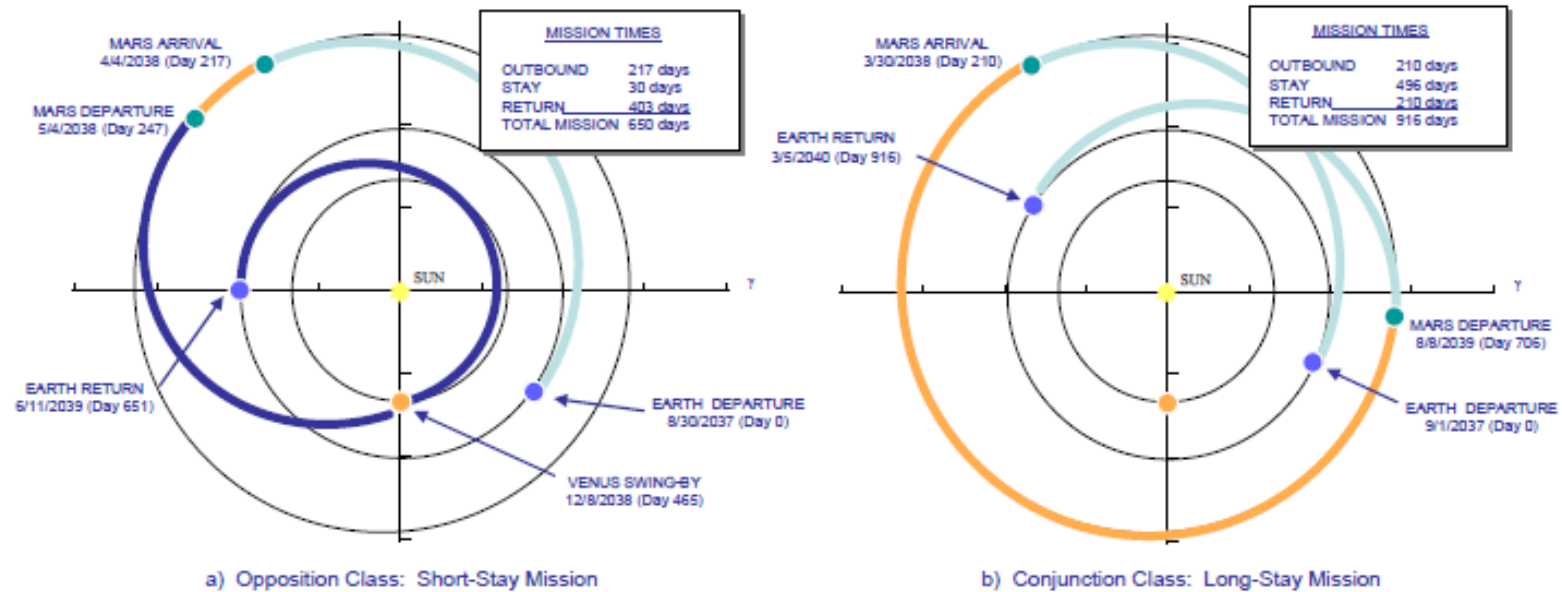 MARS ARRIVAL
4/4/2038 (Day 217)
MARS DEPARTURE
5/4/2038 (Day 247)
MISSION TIMES
OUTBOUND 217 days
STAY 30 days
RETURN 403 days
TOTAL MISSION 650 days
SUN
γ
EARTH RETURN
6/11/2039 (Day 651)
EARTH DEPARTURE
8/30/2037 (Day 0)
VENUS SWING-BY
12/8/2038 (Day 465)
a) Opposition Class: Short-Stay Mission
MARS ARRIVAL
3/30/2038 (Day 210)
MISSION TIMES
OUTBOUND 210 days
STAY 496 days
RETURN 210 days
TOTAL MISSION 916 days
EARTH RETURN
3/5/2040 (Day 916)
SUN
γ
MARS DEPARTURE
8/8/2039 (Day 706)
EARTH DEPARTURE
9/1/2037 (Day 0)
b) Conjunction Class: Long-Stay Mission